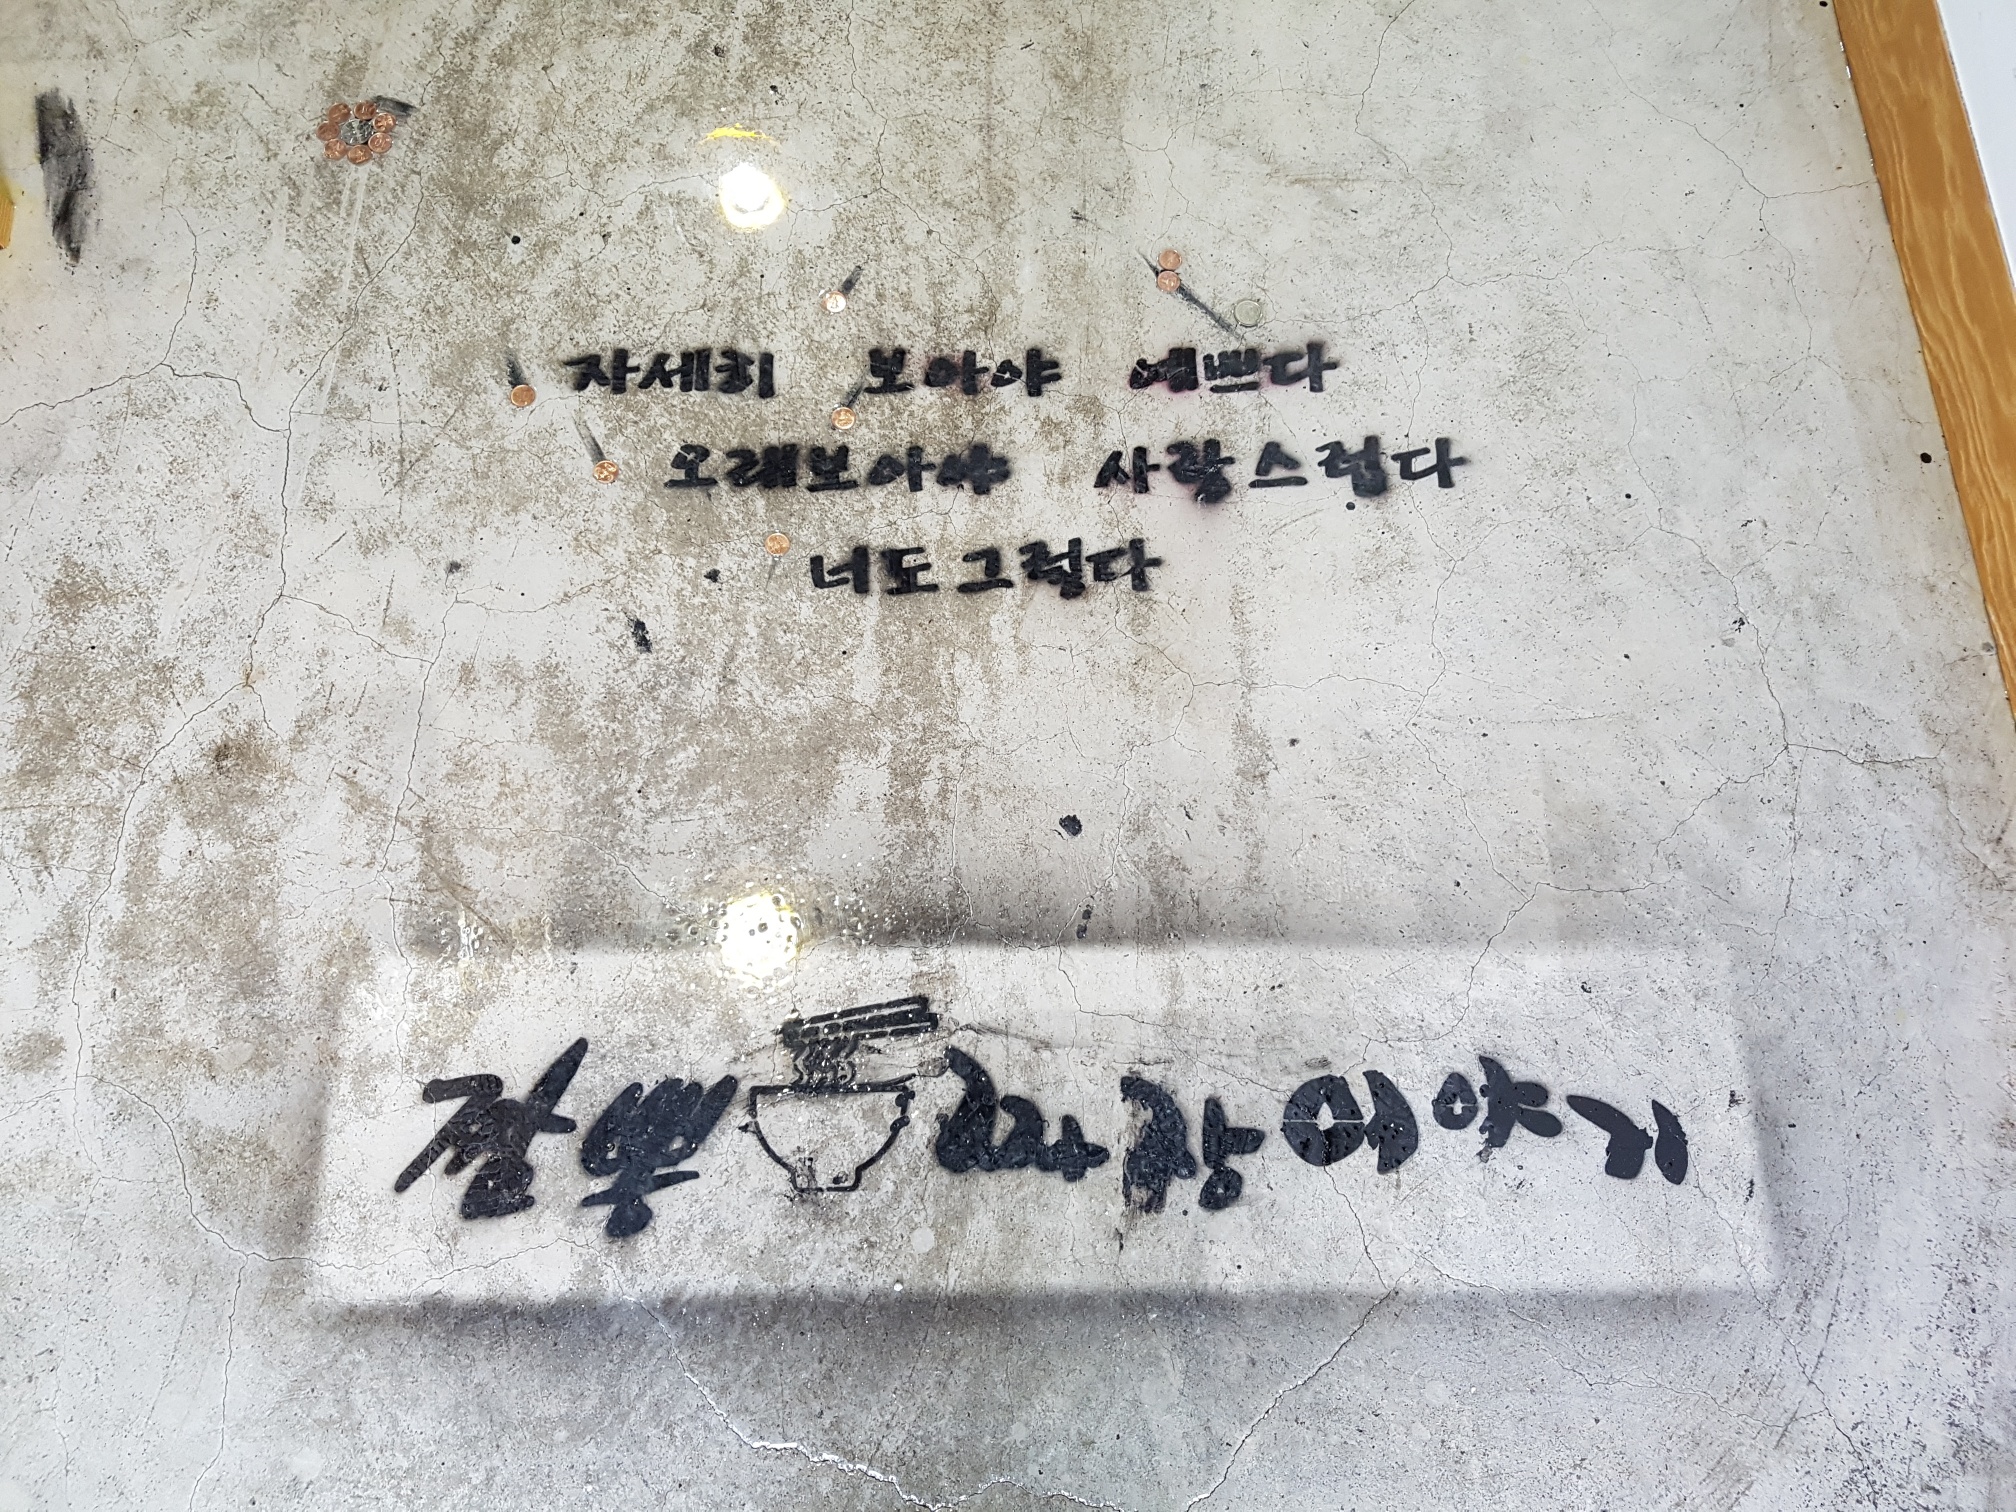 자세히 보아야 예쁘다
오래보아야 사랑스럽다
너도그렇다
짬뽕과짜장이야기